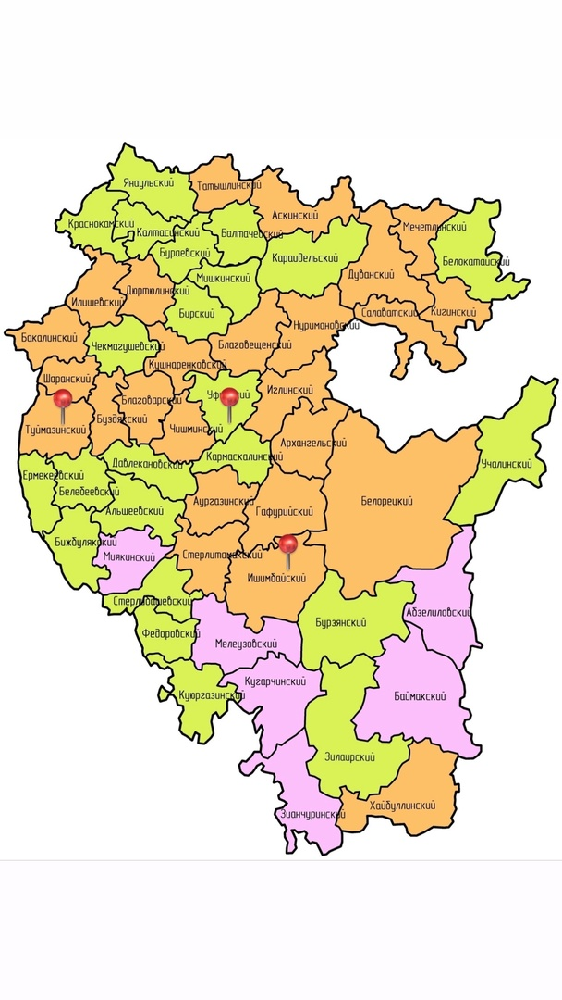 Янаульский
Татышлинский
Аскинский
Краснокамский
Калтасинский
Балтачевский
Мечетлинский
Бураевский
Караидельский
Белокатайский
Мишкинский
Дуванский
Дюртюлинский
Илишевский
Бирский
Салаватский
Кигинский
Нуримановский
Бакалинский
Чекмагушевский
Благовещенский
Кушнаренковский
Шаранский
Иглинский
Благоварский
Буздякский
Туймазинский
Чишминский
Архангельский
Кармаскалинский
Давлекановский
Учалинский
Ермекеевский
Белебеевский
Аургазинский
Белорецкий
Альшеевский
Гафурийский
Бижбулякский
Миякинский
Стерлитамакский
Ишимбайский
Стерлибашевский
Абзелиловский
Бурзянский
Федоровский
Мелеузовский
Кугарчинский
Куюргазинский
Баймакский
Зилаирский
Хайбуллинский
Зианчуринский